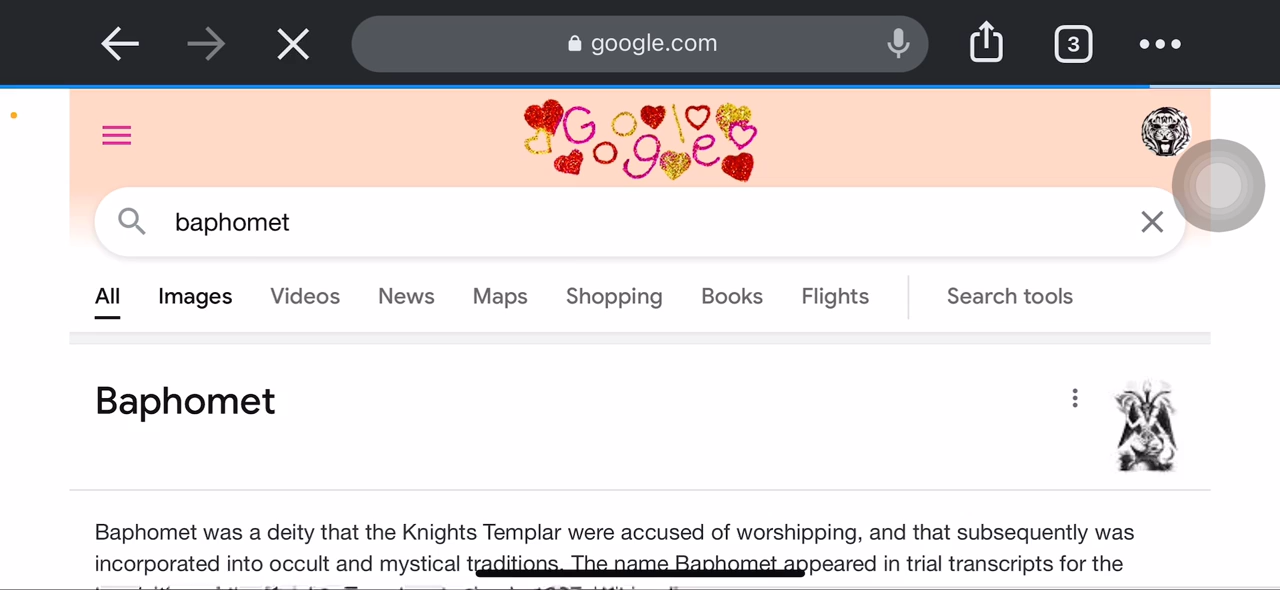 google.com
3
Google
baphomet
All Images Videos News Maps Shopping Books Flights Search tools
Baphomet
Baphomet was a deity that the Knights Templar were accused of worshipping, and that subsequently was
incorporated into occult and mystical traditions. The name Baphomet appeared in trial transcripts for the